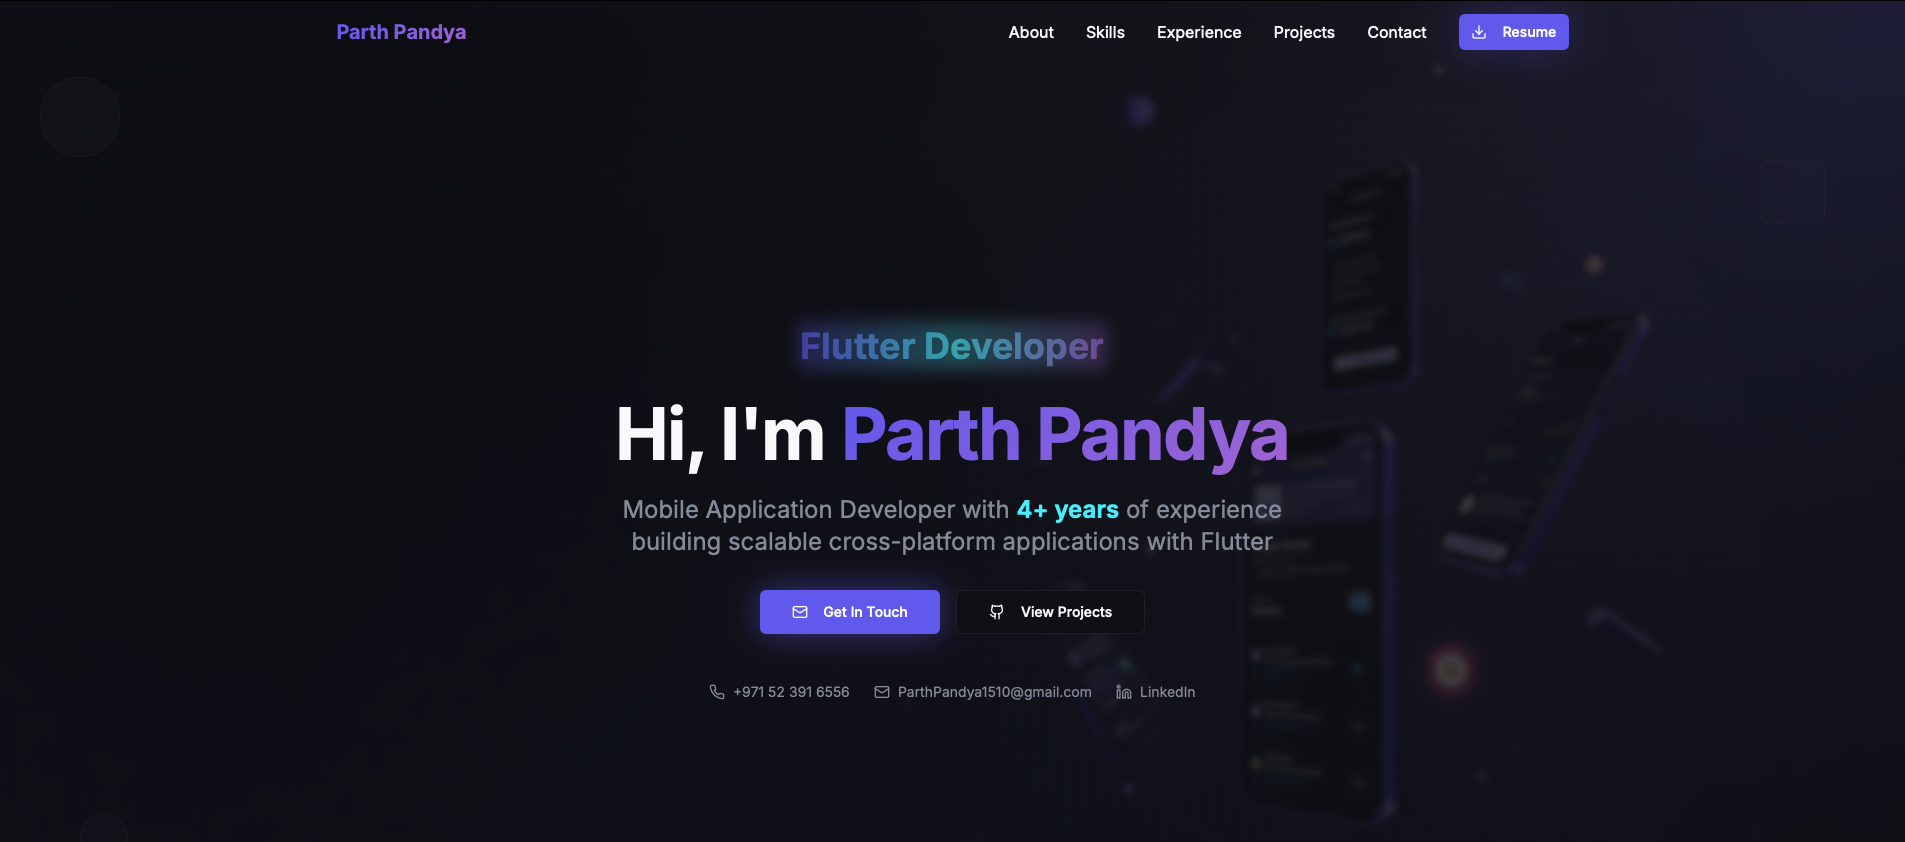 Parth Pandya
About Skills Experience Projects Contact Resume
Flutter Developer
Hi, I'm Parth Pandya
Mobile Application Developer with 4+ years of experience
building scalable cross-platform applications with Flutter
Get In Touch View Projects
+971 52 391 6556 ParthPandya1510@gmail.com LinkedIn